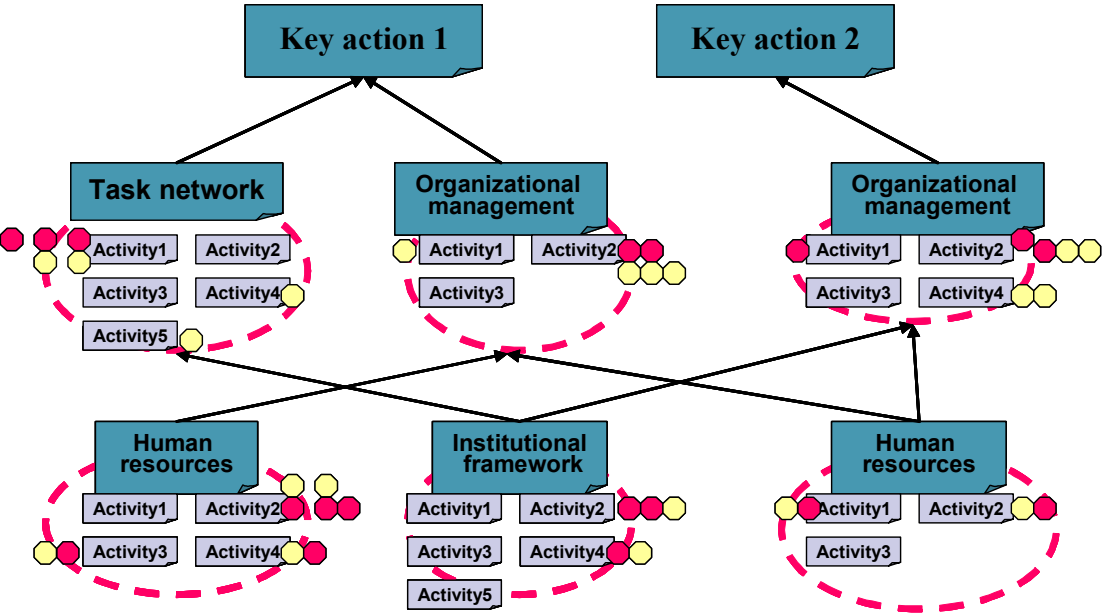 Key action 1
Key action 2
Task network
Organizational
management
Organizational
management
Activity1 Activity2
Activity3 Activity4
Activity5
Activity1 Activity2
Activity3
Activity1 Activity2
Activity3 Activity4
Human
resources
Institutional
framework
Human
resources
Activity1 Activity2
Activity3 Activity4
Activity1 Activity2
Activity3 Activity4
Activity5
Activity1 Activity2
Activity3